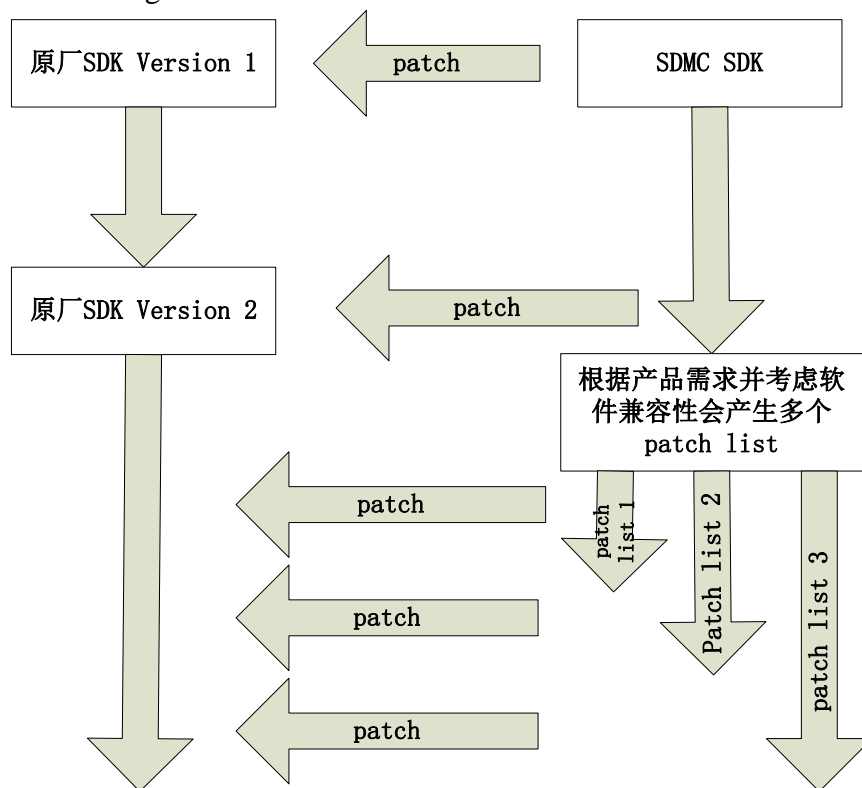 原厂SDK Version 1
patch
SDMC SDK
原厂SDK Version 2
patch
根据产品需求并考虑软
件兼容性会产生多个
patch list
patch
patch
list 1
Patch list 2
patch list 3
patch
patch